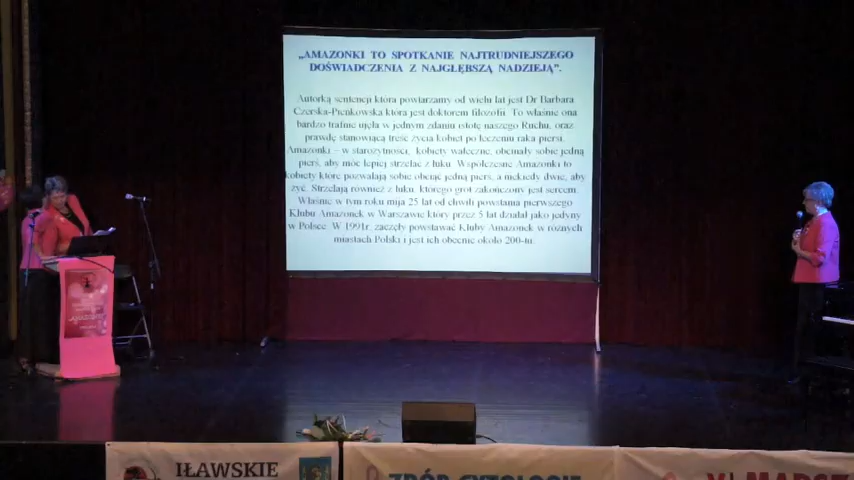 „AMAZONKI TO SPOTKANIE NAJTRUDNIEJSZEGO
DOŚWIADCZENIA Z NAJGŁĘBSZĄ NADZIEJĄ".
Autorką sentencji która powtarzamy od wielu lat jest Dr Barbara
Czerska-Pieńkowska która jest doktorem filozofii. To właśnie ona
bardzo trafnie ujęła w jednym zdaniu istotę naszego Ruchu, oraz
prawdę stanowiącą treść życia kobiet po leczeniu raka piersi.
Amazonki – w starożytności, kobiety waleczne, obcinały sobie jedną
pierś, aby móc lepiej strzelać z łuku. Współczesne Amazonki to
kobiety które pozwalają sobie obciąć jedną pierś, a niekiedy dwie, aby
żyć. Strzelają również z łuku, którego grot zakończony jest sercem.
Właśnie w tym roku mija 25 lat od chwili powstania pierwszego
Klubu Amazonek w Warszawie który przez 5 lat działał jako jedyny
w Polsce. W 1991r. zaczęły powstawać Kluby Amazonek w różnych
miastach Polski i jest ich obecnie około 200-tu.
IŁAWSKIE
ZBÓR
VI MARSZ